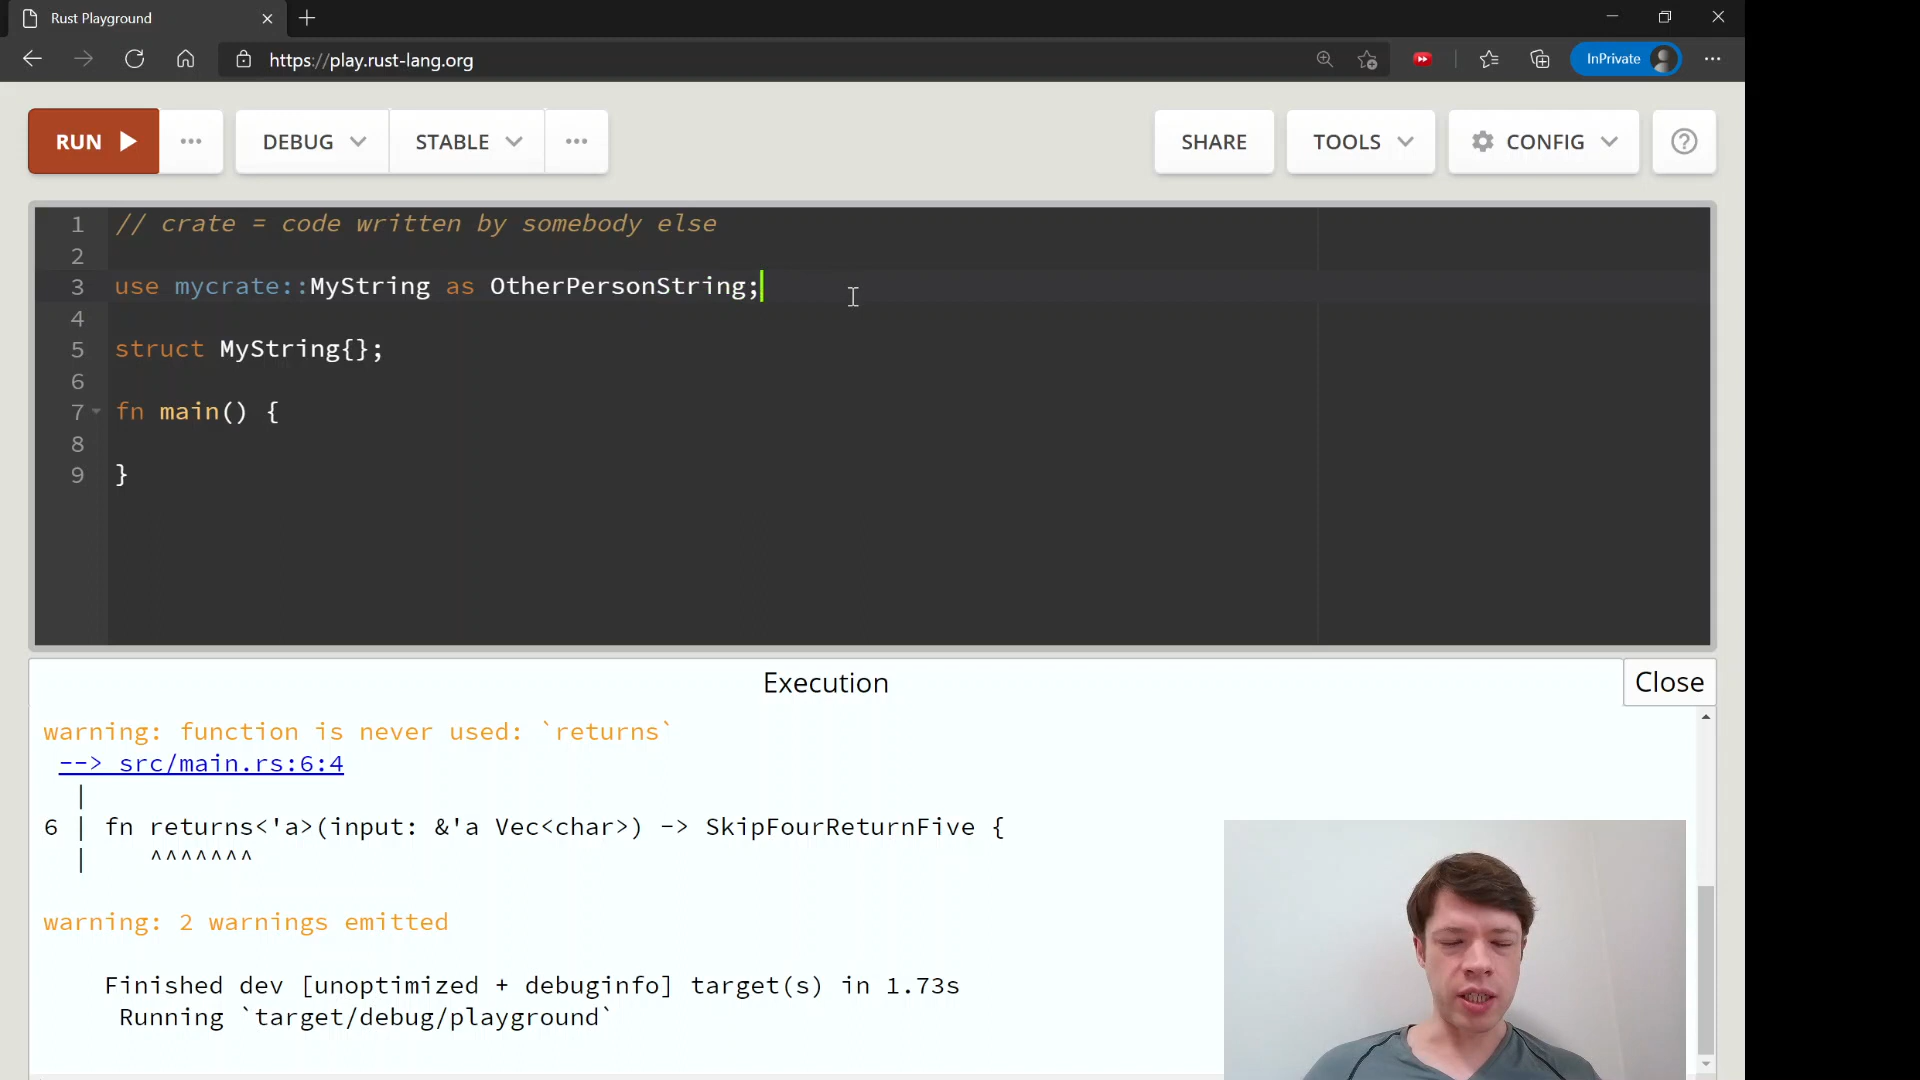 Rust Playground
https://play.rust-lang.org
InPrivate
RUN
DEBUG
STABLE
SHARE
TOOLS
CONFIG
1 // crate = code written by somebody else
2
3 use mycrate::MyString as OtherPersonString;
4
5 struct MyString{};
6
7 fn main() {
8
9 }
Execution
Close
warning: function is never used: `returns`
--> src/main.rs:6:4
|
6 | fn returns<'a>(input: &'a Vec<char>) -> SkipFourReturnFive {
| ^^^^^^^
warning: 2 warnings emitted
Finished dev [unoptimized + debuginfo] target(s) in 1.73s
Running `target/debug/playground`